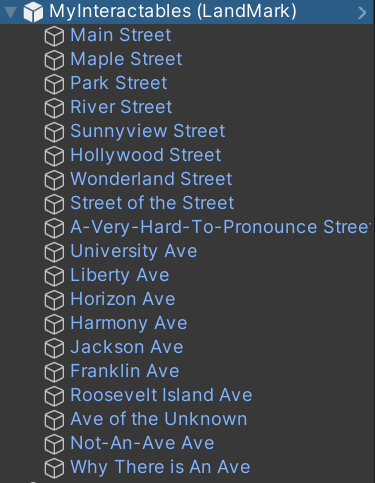 MyInteractables (LandMark)
Main Street
Maple Street
Park Street
River Street
Sunnyview Street
Hollywood Street
Wonderland Street
Street of the Street
A-Very-Hard-To-Pronounce Stree
University Ave
Liberty Ave
Horizon Ave
Harmony Ave
Jackson Ave
Franklin Ave
Roosevelt Island Ave
Ave of the Unknown
Not-An-Ave Ave
Why There is An Ave